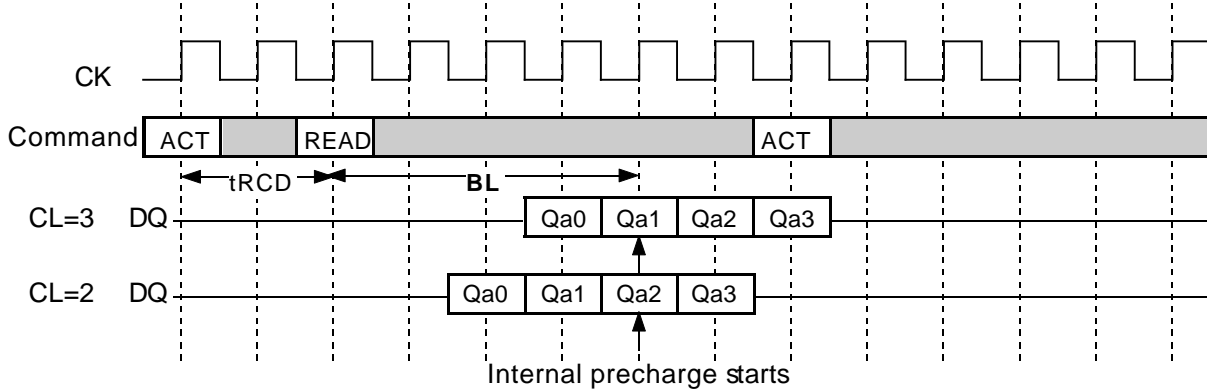 CK
Command ACT READ ACT
tRCD BL
CL=3 DQ Qa0 Qa1 Qa2 Qa3
CL=2 DQ Qa0 Qa1 Qa2 Qa3
Internal precharge starts